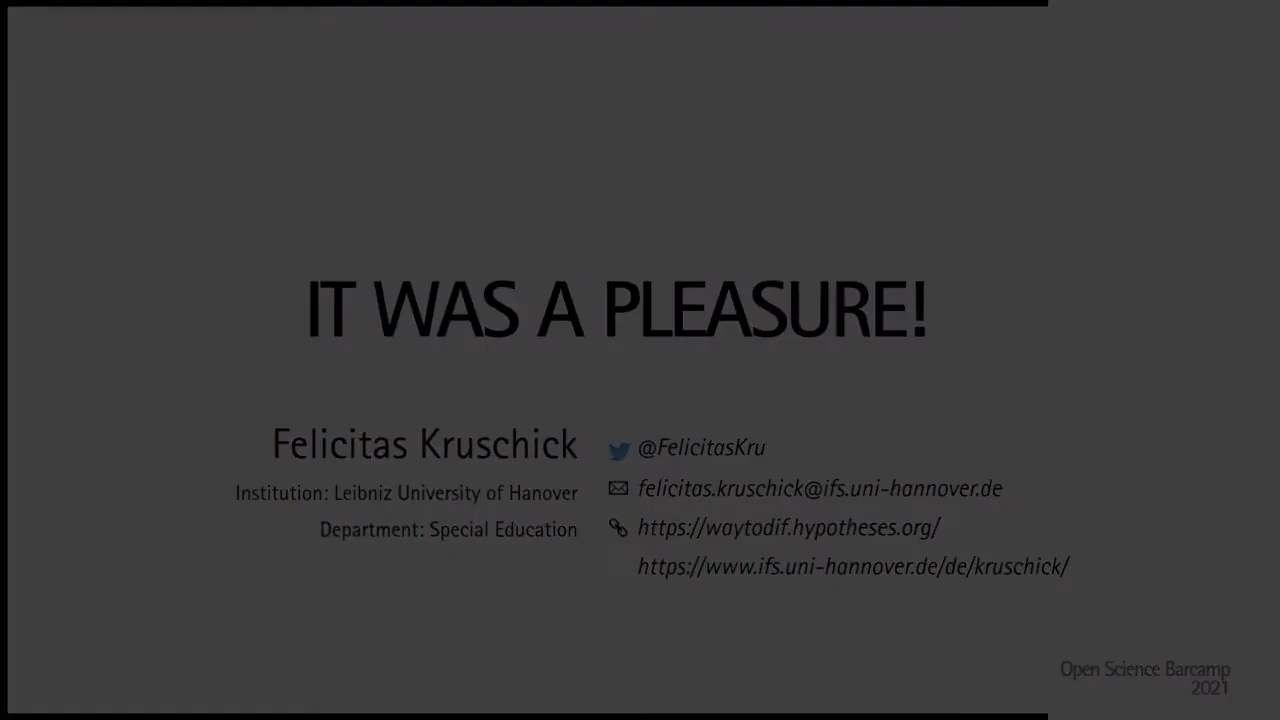 IT WAS A PLEASURE!
Felicitas Kruschick
Institution: Leibniz University of Hanover
Department: Special Education
@FelicitasKru
felicitas.kruschick@ifs.uni-hannover.de
https://waytodif.hypotheses.org/
https://www.ifs.uni-hannover.de/de/kruschick/
Open Science Barcamp
2021